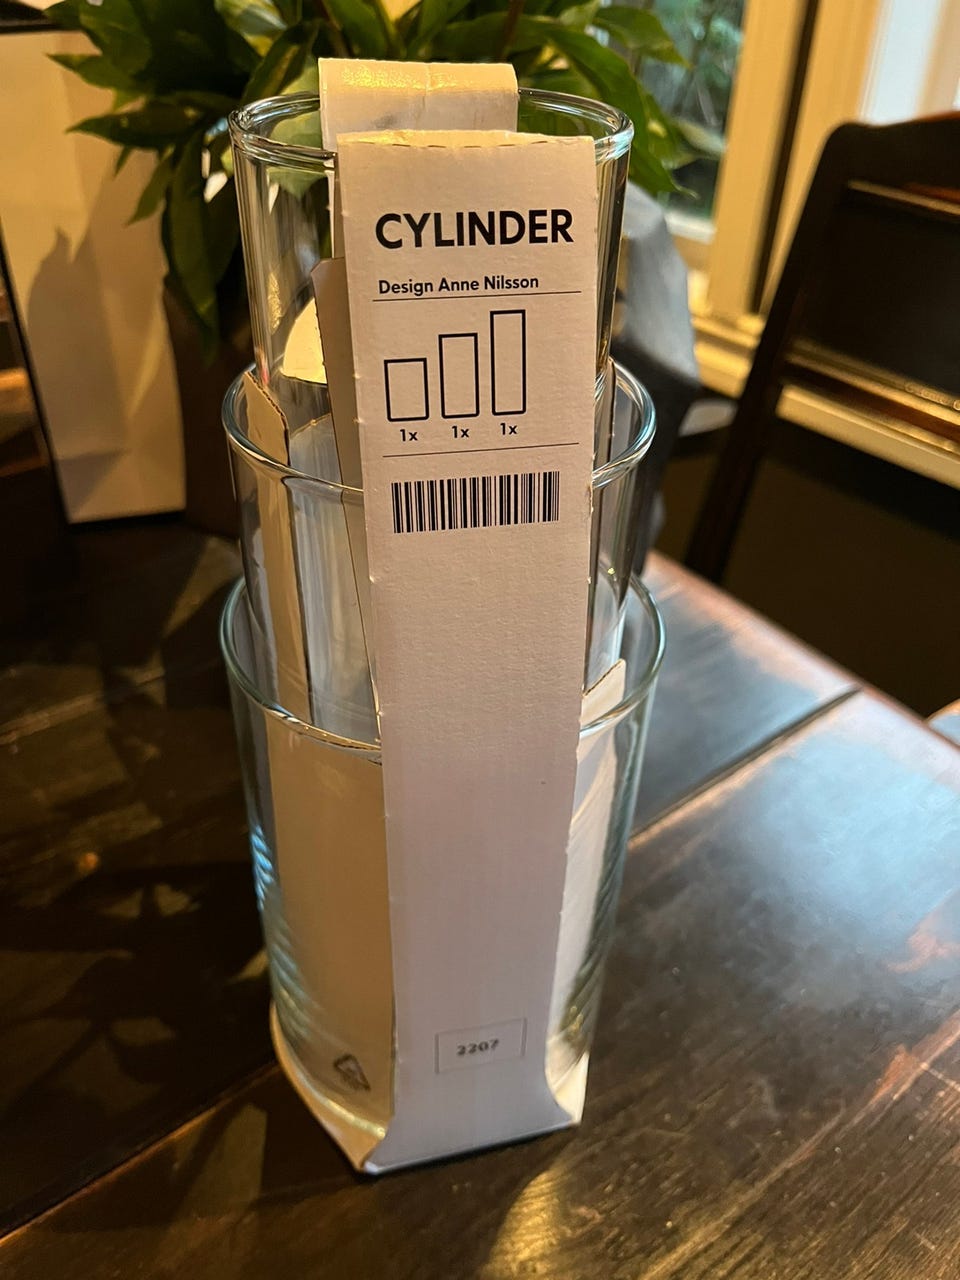 CYLINDER
Design Anne Nilsson
1x 1x 1x
2207